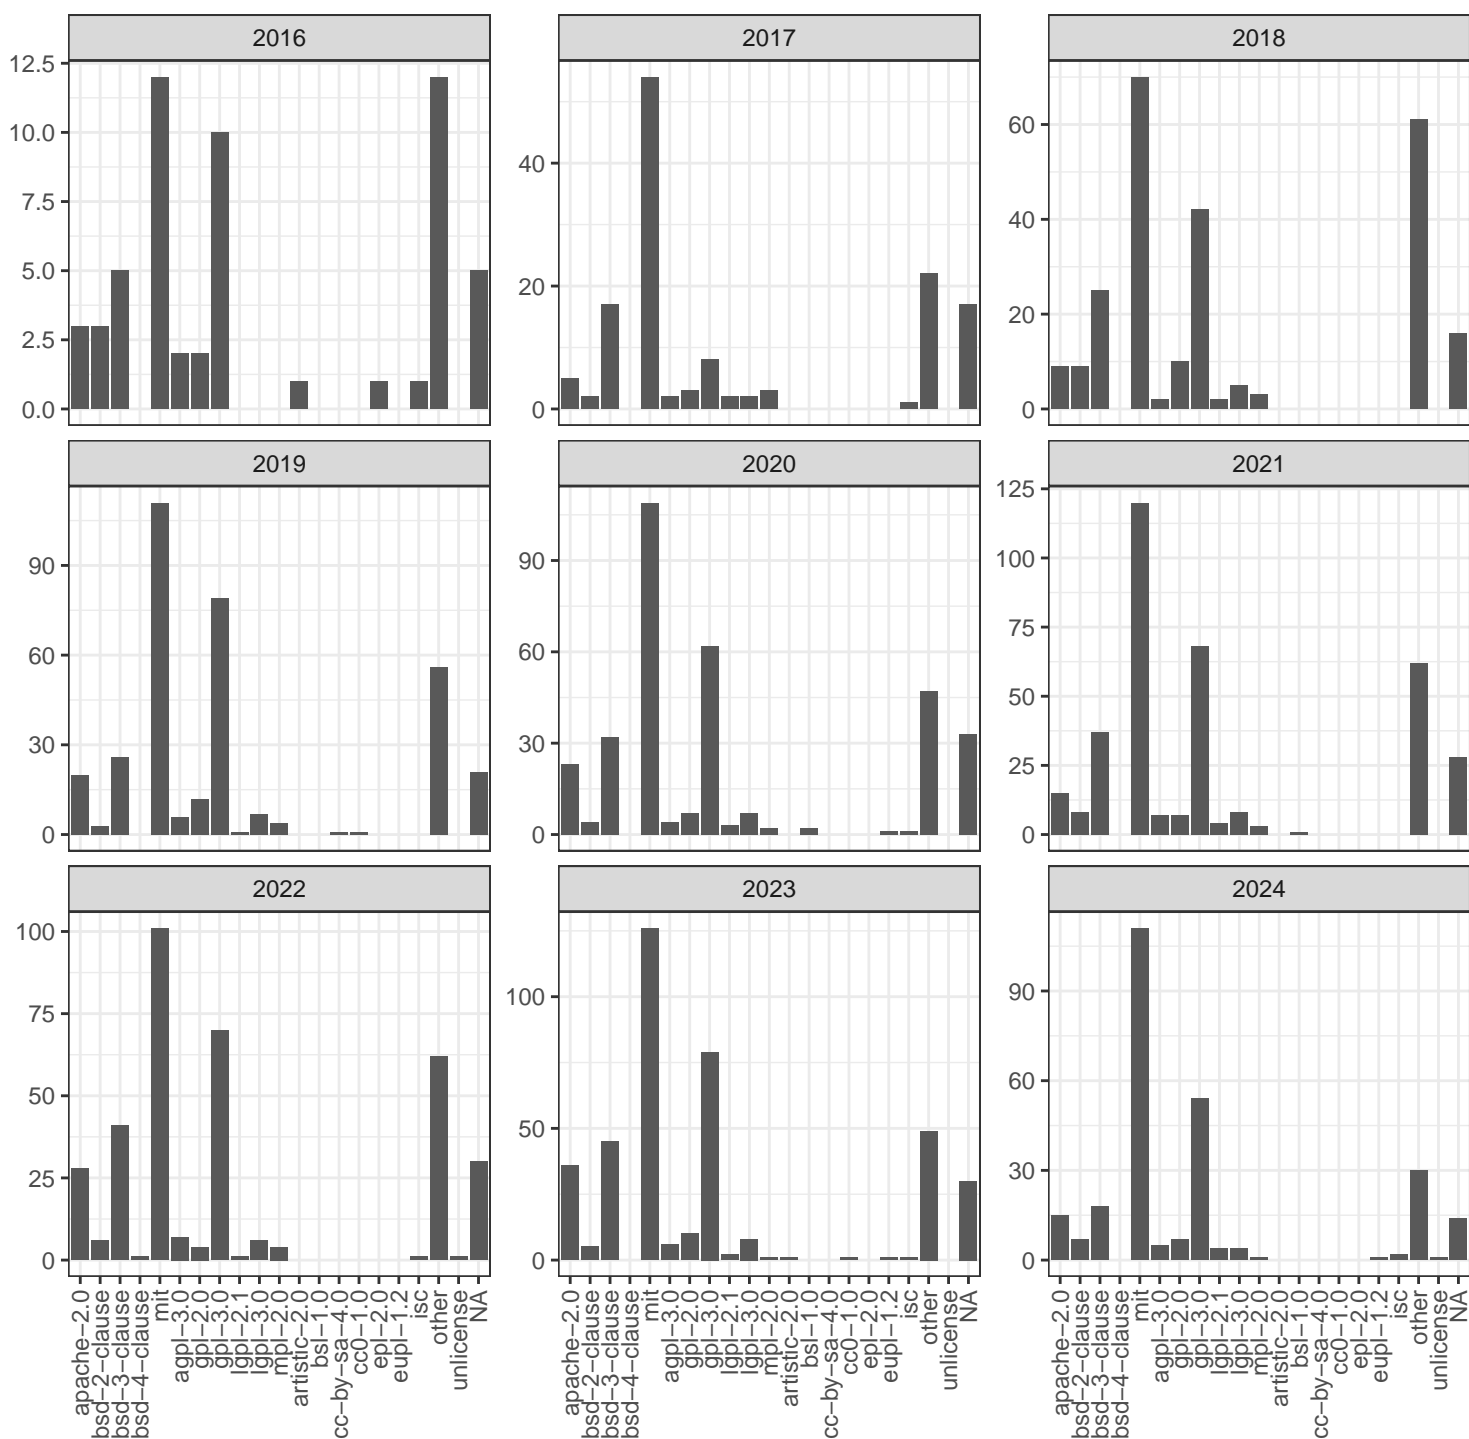 2016
12.5
10.0
7.5
5.0
2.5
0.0
2017
40
20
0
2018
60
40
20
0
2019
90
60
30
0
2020
90
60
30
0
2021
125
100
75
50
25
0
2022
100
75
50
25
0
2023
100
50
0
2024
90
60
30
0
apache−2.0
bsd−2−clause
bsd−3−clause
bsd−4−clause
mit
agpl−3.0
gpl−2.0
gpl−3.0
lgpl−2.1
lgpl−3.0
mpl−2.0
artistic−2.0
bsl−1.0
cc−by−sa−4.0
cc0−1.0
epl−2.0
eupl−1.2
isc
other
unlicense
NA
apache−2.0
bsd−2−clause
bsd−3−clause
bsd−4−clause
mit
agpl−3.0
gpl−2.0
gpl−3.0
lgpl−2.1
lgpl−3.0
mpl−2.0
artistic−2.0
bsl−1.0
cc−by−sa−4.0
cc0−1.0
epl−2.0
eupl−1.2
isc
other
unlicense
NA
apache−2.0
bsd−2−clause
bsd−3−clause
bsd−4−clause
mit
agpl−3.0
gpl−2.0
gpl−3.0
lgpl−2.1
lgpl−3.0
mpl−2.0
artistic−2.0
bsl−1.0
cc−by−sa−4.0
cc0−1.0
epl−2.0
eupl−1.2
isc
other
unlicense
NA